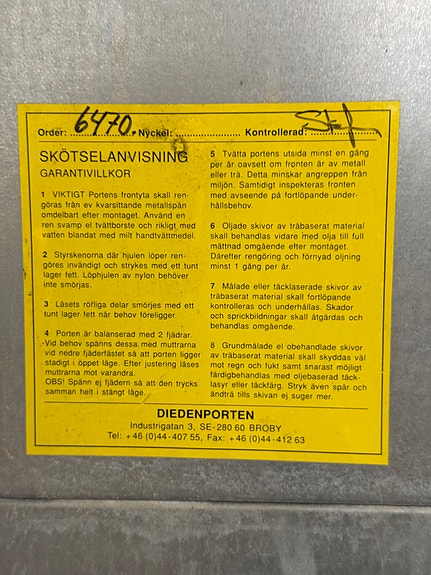 Order: 6470. Nyckel: Kontrollerad:
SKÖTSELANVISNING
GARANTIVILLKOR
1 VIKTIGT Portens frontyta skall ren-
göras från ev kvarsittande metallspån
omdelbart efter montaget. Använd en
ren svamp el tvättborste och rikligt med
vatten blandat med milt handtvättmedel.
2 Styrskenorna där hjulen löper ren-
göres invändigt och strykes med ett tunt
lager fett. Löphjulen av nylon behöver
inte smörjas.
3 Låsets rörliga delar smörjes med ett
tunt lager fett när behov föreligger.
4 Porten är balanserad med 2 fjädrar.
Vid behov spänns dessa med muttrarna
vid nedre fjäderfästet så att porten ligger
stadigt i öppet läge. Efter justering låses
muttrarna mot varandra.
OBS! Spänn ej fjädern så att den trycks
samman helt i stängt läge.
5 Tvätta portens utsida minst en gång
per år oavsett om fronten är av metall
eller trä. Detta minskar angreppen från
miljön. Samtidigt inspekteras fronten
med avseende på fortlöpande under-
hållsbehov.
6 Oljade skivor av träbaserat material
skall behandlas vidare med olja till full
mättnad omgående efter montaget.
Därefter rengöring och förnyad oljning
minst 1 gång per år.
7 Målade eller täcklaserade skivor av
träbaserat material skall fortlöpande
kontrolleras och underhållas. Skador
och sprickbildningar skall åtgärdas och
behandlas omgående.
8 Grundmålade el obehandlade skivor
av träbaserat material skall skyddas väl
mot regn och fukt samt snarast möjligt
färdigbehandlas med oljebaserad täck-
lasyr eller täckfärg. Stryk även spår och
ändträ tills skivan ej suger mer.
DIEDENPORTEN
Industrigatan 3, SE-280 60 BROBY
Tel: +46 (0)44-407 55, Fax: +46 (0)44-412 63